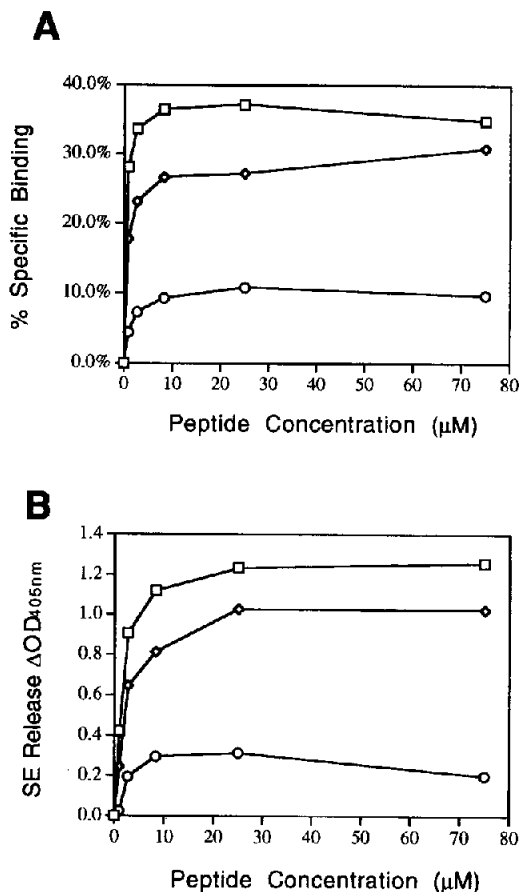 A
40.0%
30.0%
20.0%
10.0%
0.0%
% Specific Binding
0 10 20 30 40 50 60 70 80
Peptide Concentration (μM)
B
1.4
1.2
1.0
0.8
0.6
0.4
0.2
0.0
SE Release ΔOD405nm
0 10 20 30 40 50 60 70 80
Peptide Concentration (μM)